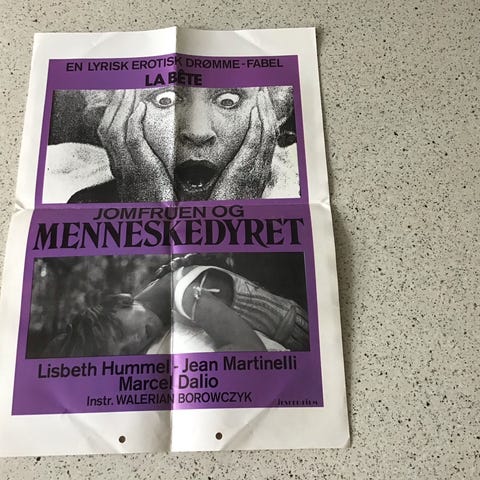 EN LYRISK EROTISK DRØMME-FABEL
LA BÊTE
JOMFRUEN OG
MENNESKEDYRET
Lisbeth Hummel - Jean Martinelli
Marcel Dalio
Instr. WALERIAN BOROWCZYK